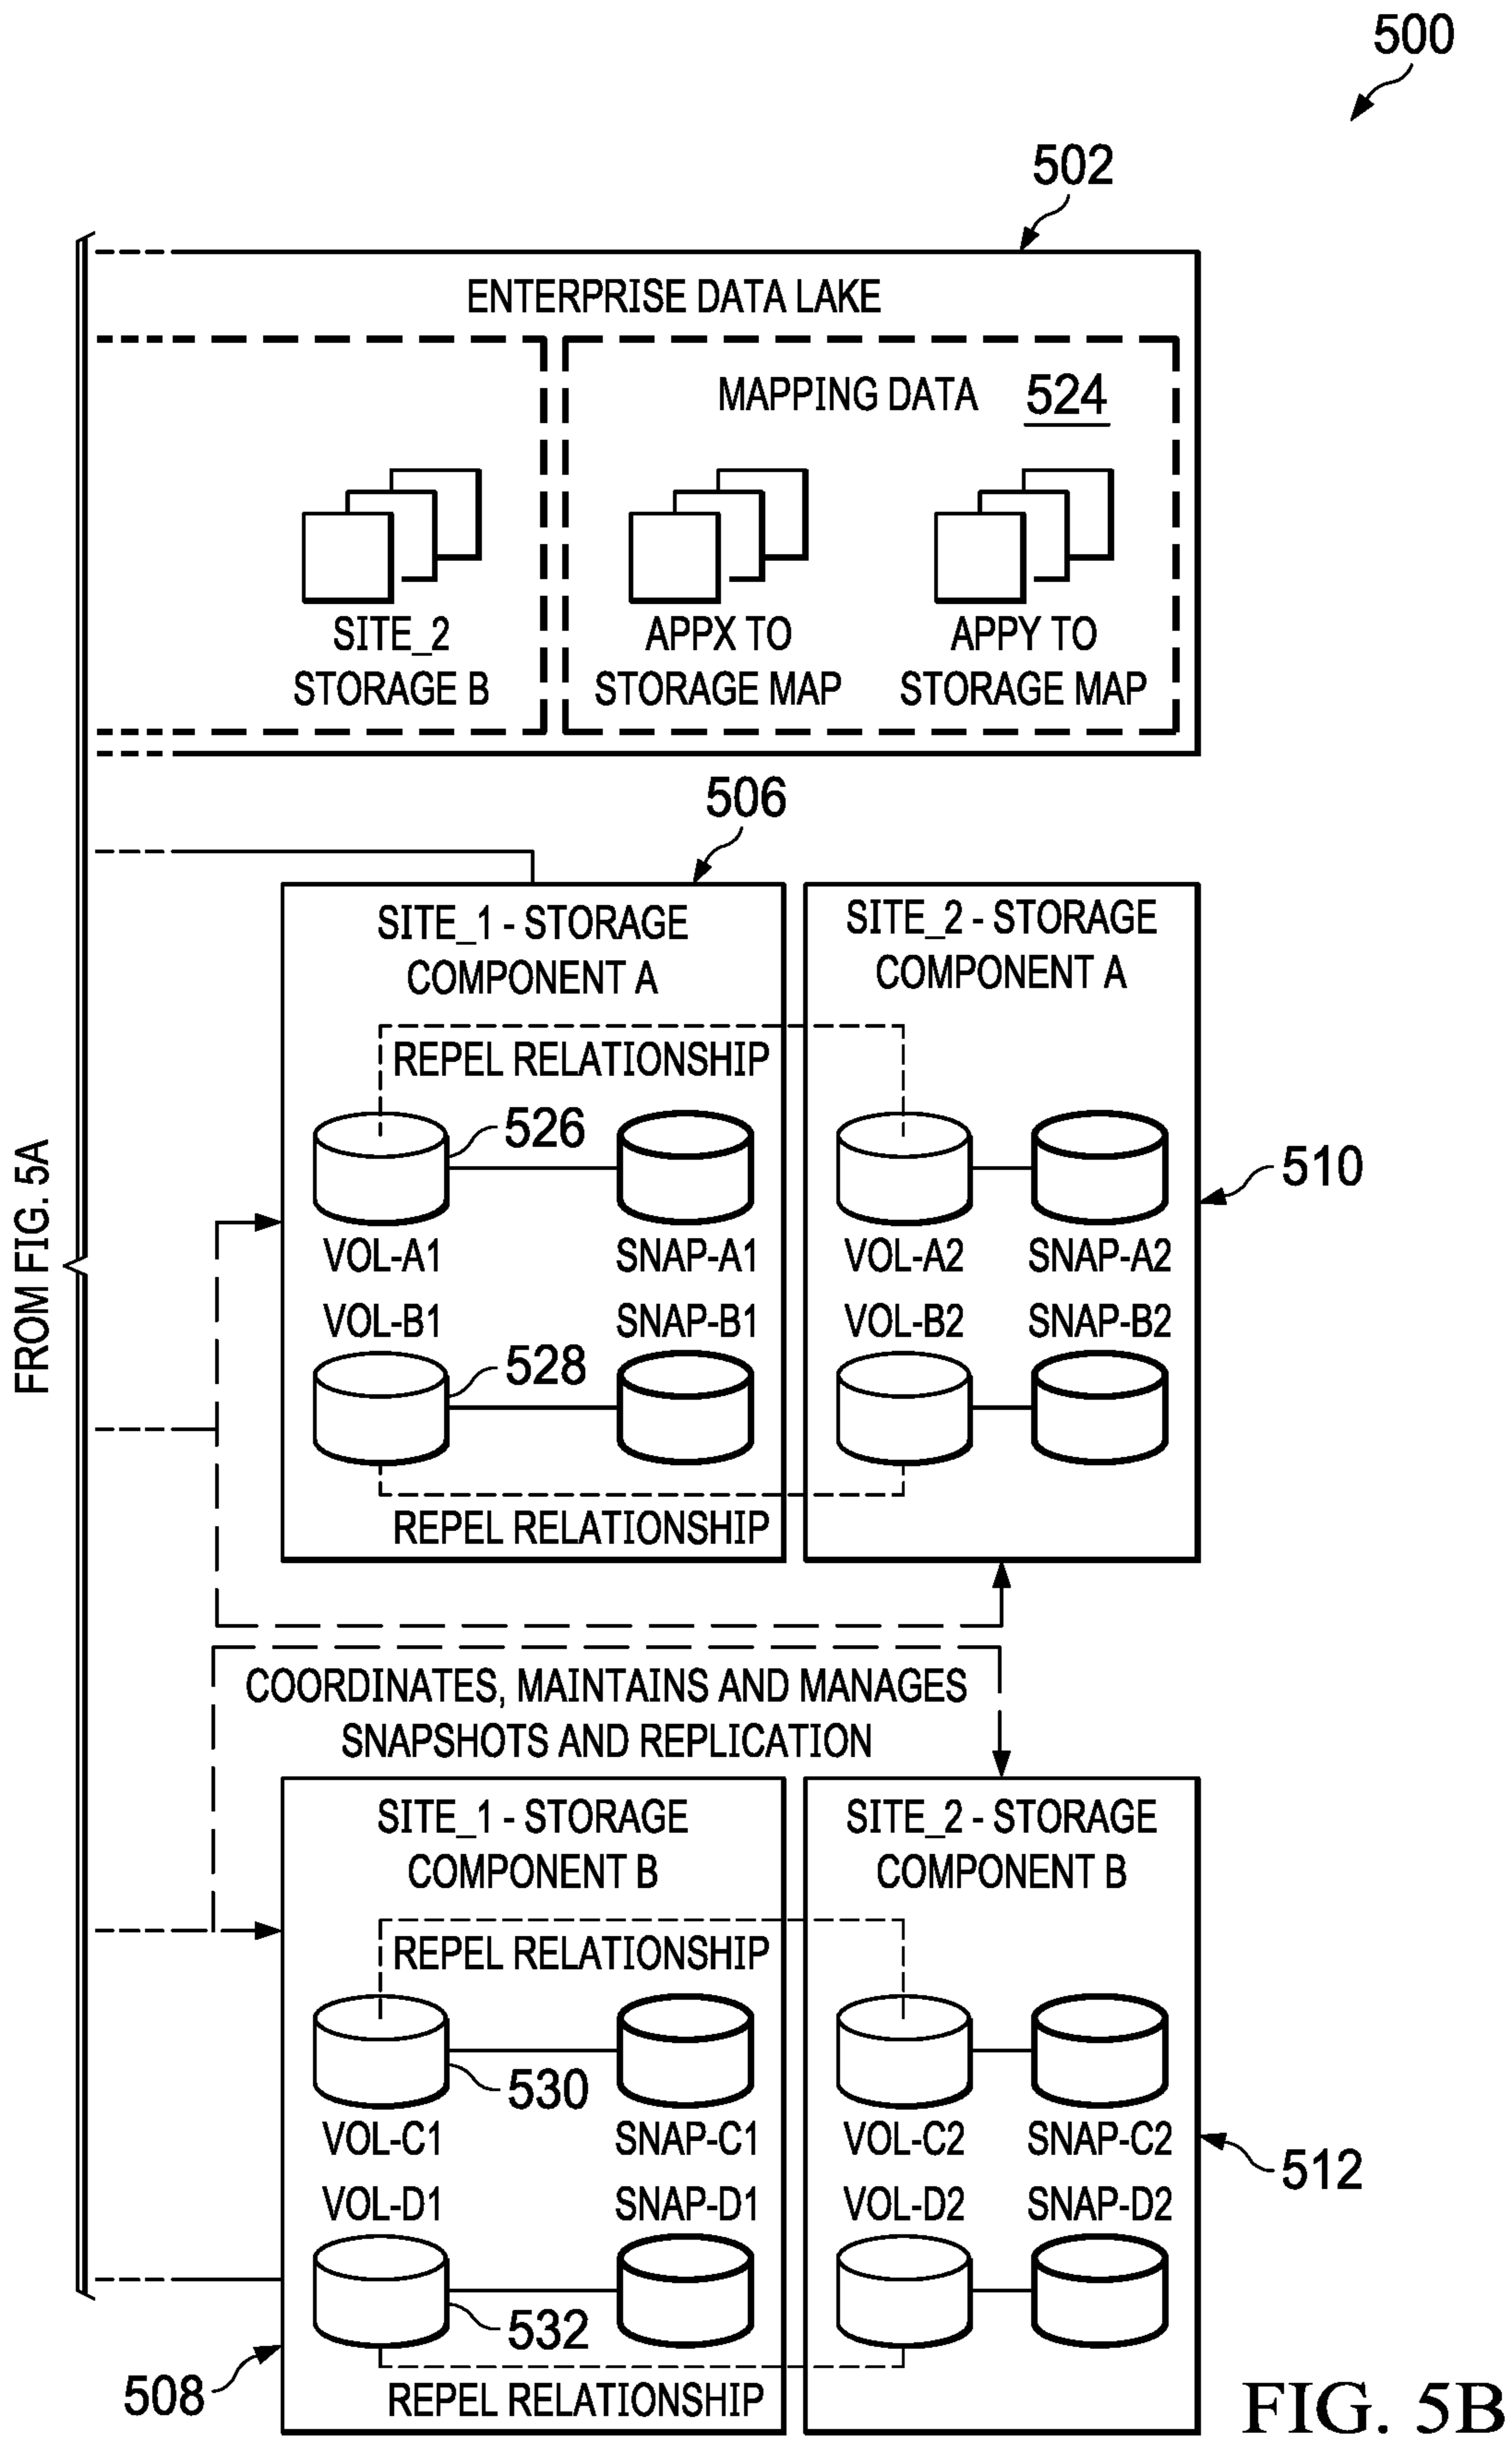 500
502
ENTERPRISE DATA LAKE
MAPPING DATA 524
SITE_2
STORAGE B
APPX TO
STORAGE MAP
APPY TO
STORAGE MAP
506
SITE_1 - STORAGE
COMPONENT A
SITE_2 - STORAGE
COMPONENT A
REPEL RELATIONSHIP
526
510
FROM FIG. 5A
VOL-A1 SNAP-A1 VOL-A2 SNAP-A2
VOL-B1 SNAP-B1 VOL-B2 SNAP-B2
528
REPEL RELATIONSHIP
COORDINATES, MAINTAINS AND MANAGES
SNAPSHOTS AND REPLICATION
SITE_1 - STORAGE
COMPONENT B
SITE_2 - STORAGE
COMPONENT B
REPEL RELATIONSHIP
530
VOL-C1 SNAP-C1 VOL-C2 SNAP-C2
512
VOL-D1 SNAP-D1 VOL-D2 SNAP-D2
532
508
REPEL RELATIONSHIP
FIG. 5B